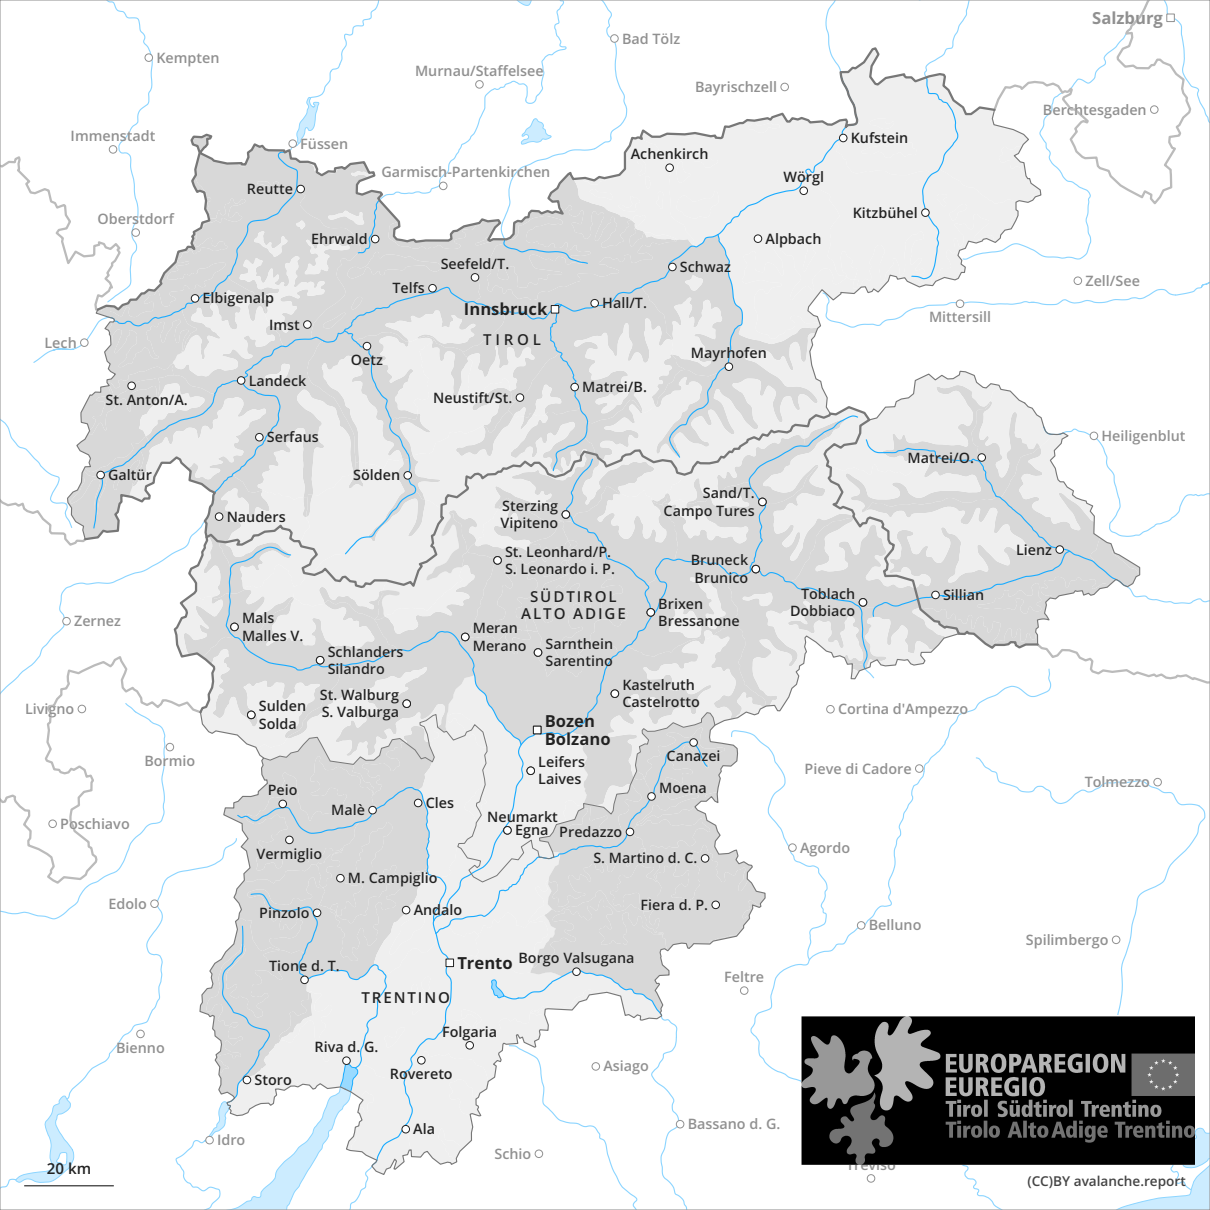 Salzburg
Kempten
Bad Tölz
Murnau/Staffelsee
Bayrischzell
Berchtesgaden
Immenstadt
Füssen
Kufstein
Achenkirch
Garmisch-Partenkirchen
Wörgl
Reutte
Kitzbühel
Oberstdorf
Ehrwald
Alpbach
Seefeld/T.
Schwaz
Zell/See
Telfs
Elbigenalp
Hall/T.
Innsbruck
Mittersill
Imst
TIROL
Lech
Oetz
Mayrhofen
Landeck
Matrei/B.
St. Anton/A.
Neustift/St.
Serfaus
Heiligenblut
Matrei/O.
Galtür
Sölden
Sand/T.
Campo Tures
Sterzing
Vipiteno
Nauders
St. Leonhard/P.
S. Leonardo i. P.
Lienz
Bruneck
Brunico
SÜDTIROL
ALTO ADIGE
Toblach
Dobbiaco
Sillian
Brixen
Bressanone
Zernez
Mals
Malles V.
Meran
Merano
Sarnthein
Sarentino
Schlanders
Silandro
Kastelruth
Castelrotto
St. Walburg
S. Valburga
Sulden
Solda
Livigno
Cortina d'Ampezzo
Bozen
Bolzano
Bormio
Canazei
Leifers
Laives
Pieve di Cadore
Tolmezzo
Peio
Moena
Malè
Cles
Neumarkt
Egna
Predazzo
Poschiavo
Vermiglio
Agordo
S. Martino d. C.
M. Campiglio
Edolo
Pinzolo
Andalo
Fiera d. P.
Belluno
Spilimbergo
Trento
Borgo Valsugana
Tione d. T.
Feltre
TRENTINO
Folgaria
Bienno
Riva d. G.
Rovereto
Asiago
Storo
EUROPAREGION
EUREGIO
Tirol Südtirol Trentino
Tirolo Alto Adige Trentino
Ala
Bassano d. G.
Idro
Schio
Treviso
20 km
(CC)BY avalanche.report